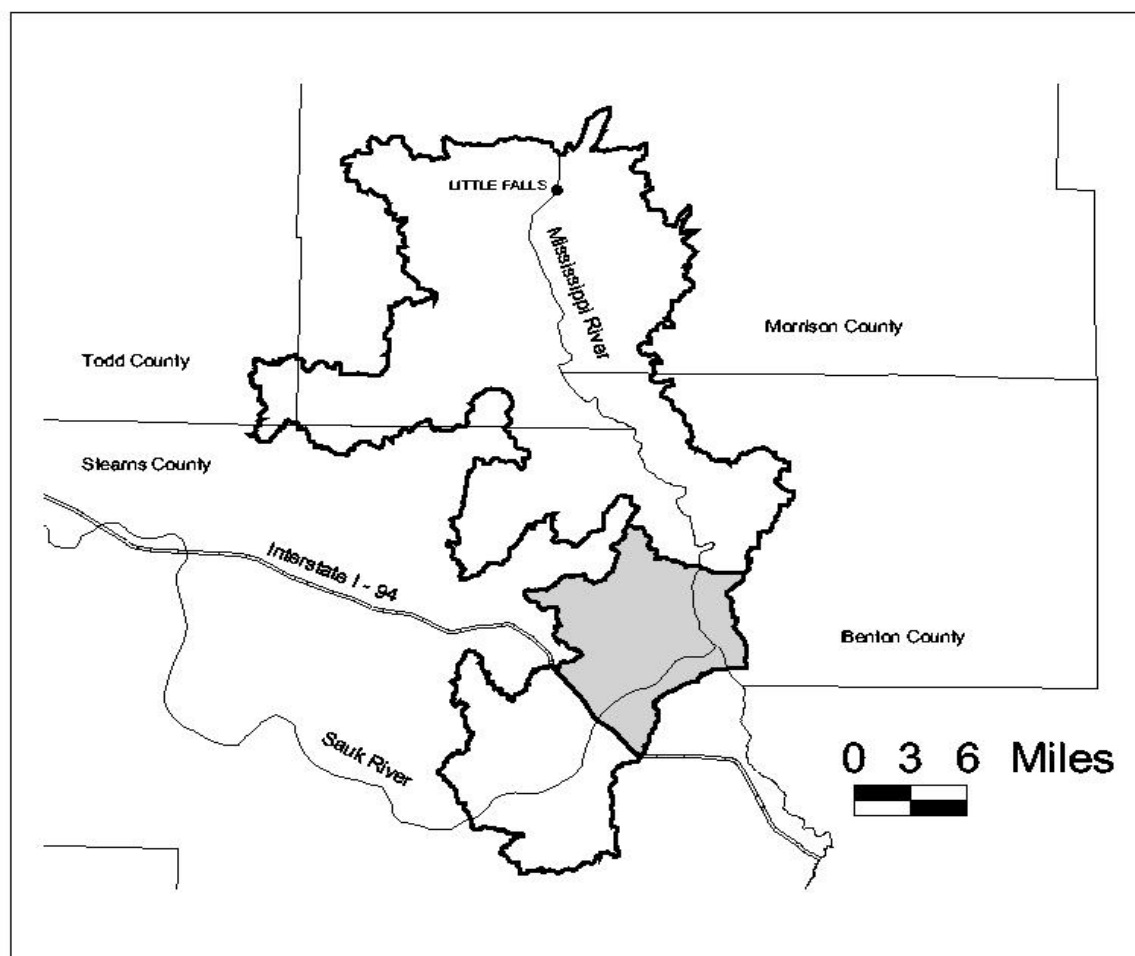 LITTLE FALLS
Mississippi River
Morrison County
Todd County
Stearns County
Interstate I - 94
Benton County
Sauk River
0 3 6 Miles